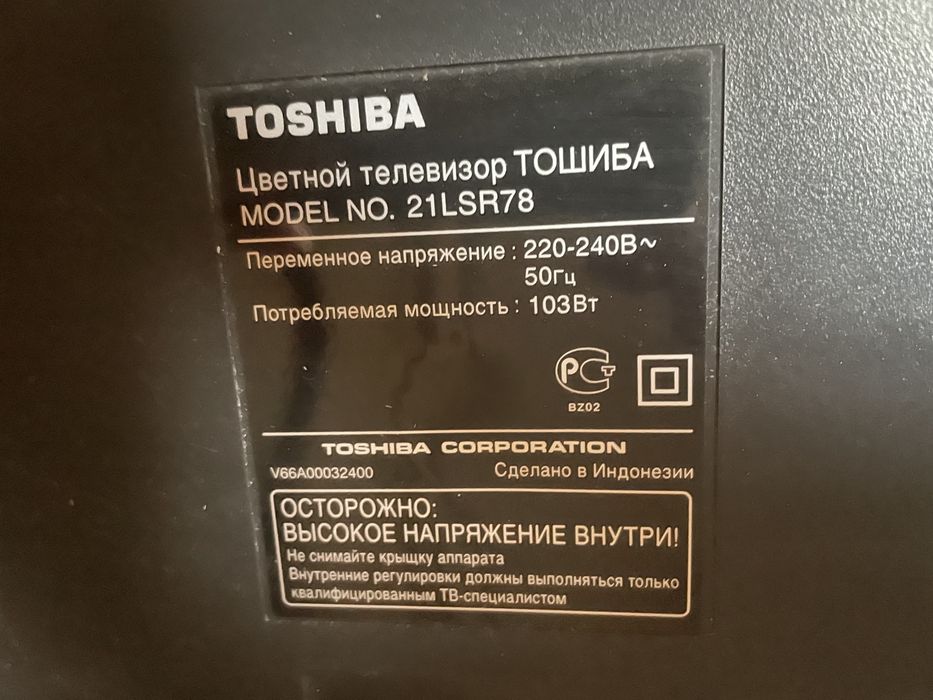 TOSHIBA
Цветной телевизор ТОШИБА
MODEL NO. 21LSR78
Переменное напряжение : 220-240В~
50Гц
Потребляемая мощность : 103Вт
РСТ
BZ02
TOSHIBA CORPORATION
V66A00032400 Сделано в Индонезии
ОСТОРОЖНО:
ВЫСОКОЕ НАПРЯЖЕНИЕ ВНУТРИ!
Не снимайте крышку аппарата
Внутренние регулировки должны выполняться только
квалифицированным ТВ-специалистом